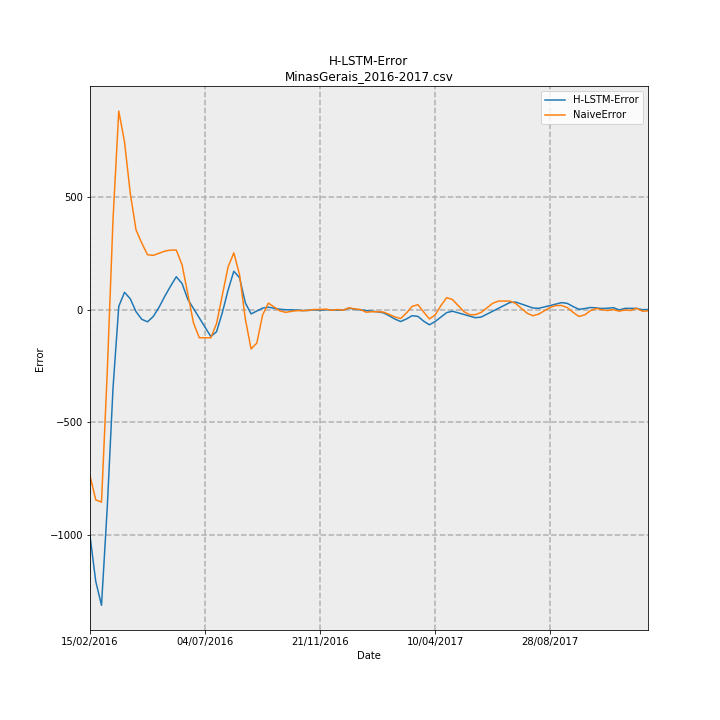 H-LSTM-Error
MinasGerais_2016-2017.csv
H-LSTM-Error
NaiveError
500
0
−500
−1000
Error
15/02/2016 04/07/2016 21/11/2016 10/04/2017 28/08/2017
Date